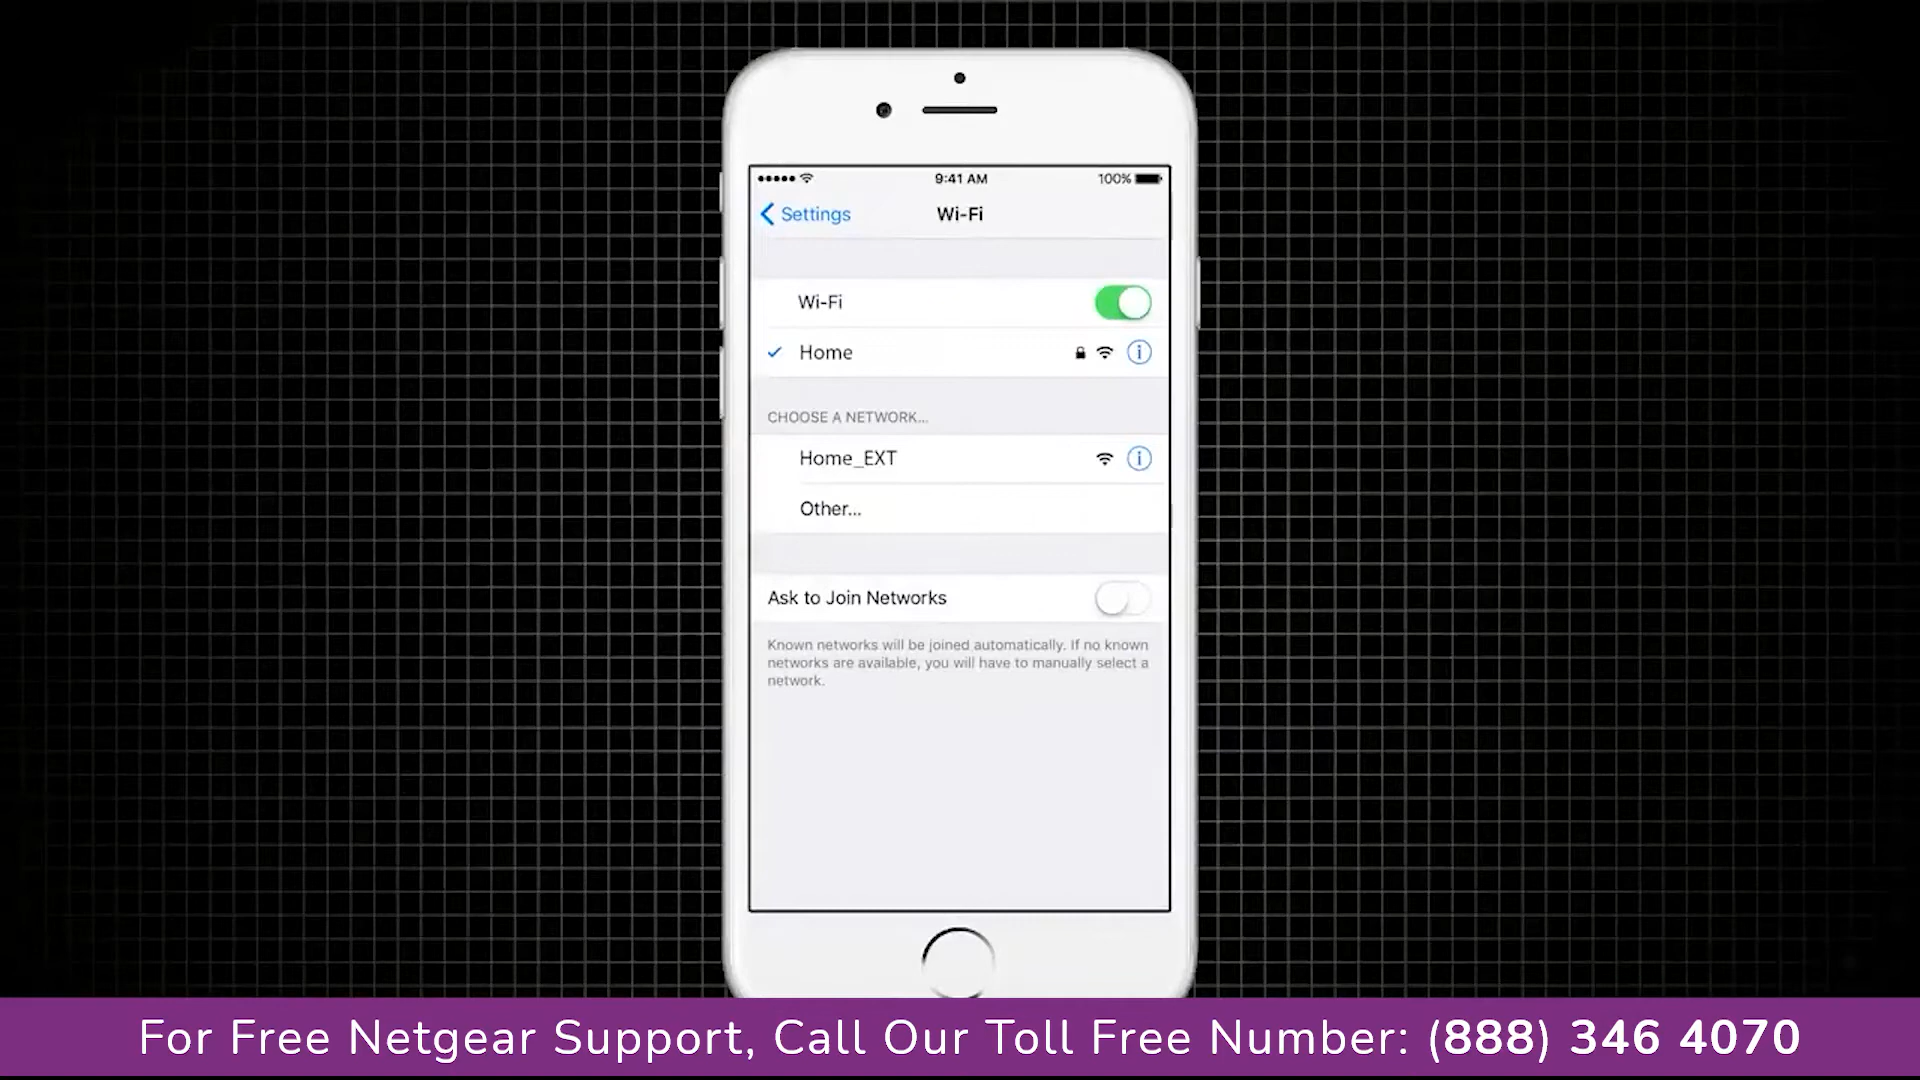 9:41 AM
100%
Settings
Wi-Fi
Wi-Fi
Home
CHOOSE A NETWORK...
Home_EXT
Other...
Ask to Join Networks
Known networks will be joined automatically. If no known
networks are available, you will have to manually select a
network.
For Free Netgear Support, Call Our Toll Free Number: (888) 346 4070